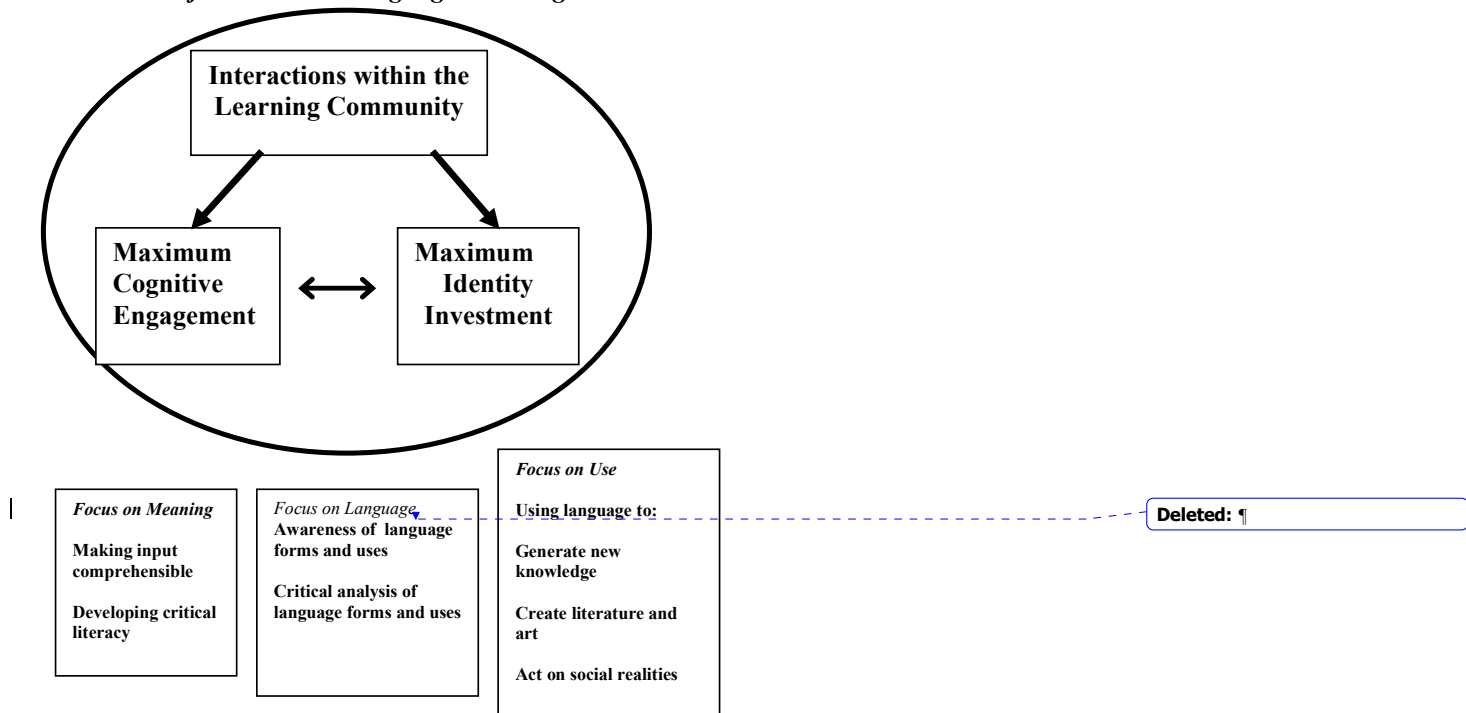 Interactions within the
Learning Community
Maximum
Cognitive
Engagement
Maximum
Identity
Investment
Focus on Meaning
Making input
comprehensible
Developing critical
literacy
Focus on Language
Awareness of language
forms and uses
Critical analysis of
language forms and uses
Focus on Use
Using language to:
Generate new
knowledge
Create literature and
art
Act on social realities
Deleted: ¶